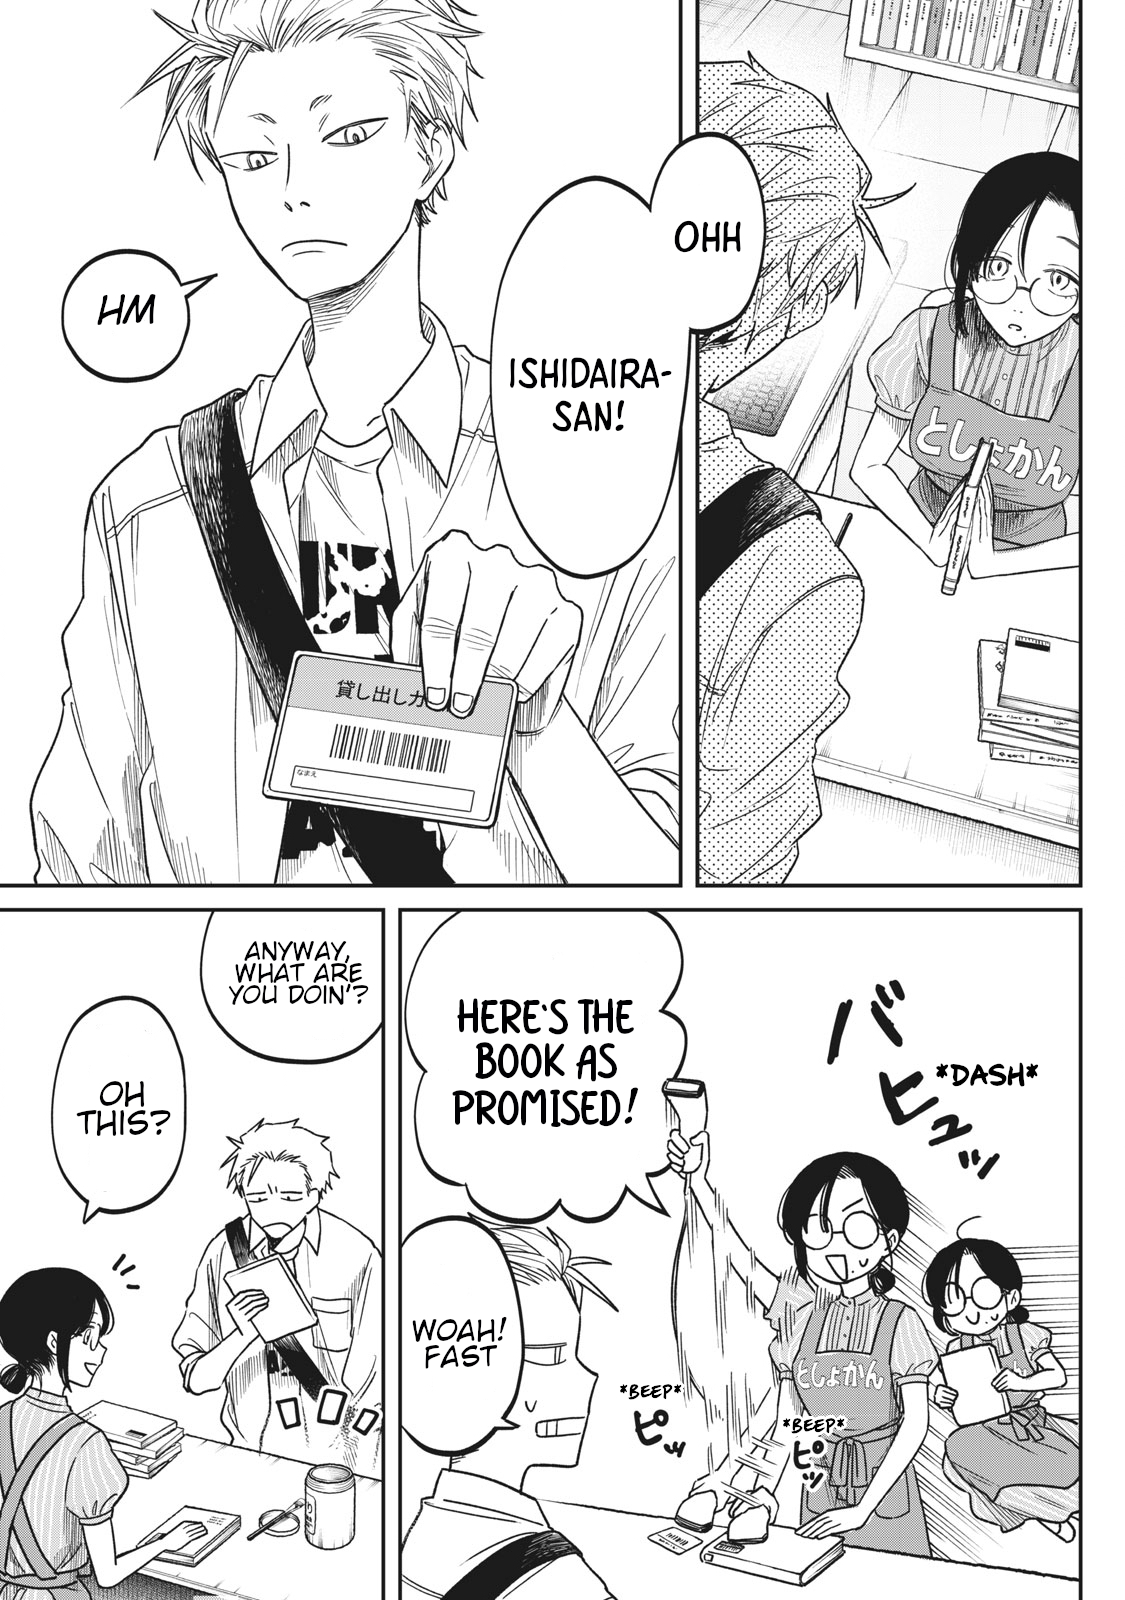 OHH
ISHIDAIRA-
SAN!
としょかん
HM
貸し出しカ
なまえ
HERE'S THE
BOOK AS
PROMISED!
バ
ヒュッ
*DASH*
としょかん
*BEEP*
ピッ
*BEEP*
ピッ
WOAH!
FAST
ANYWAY,
WHAT ARE
YOU DOIN'?
OH
THIS?